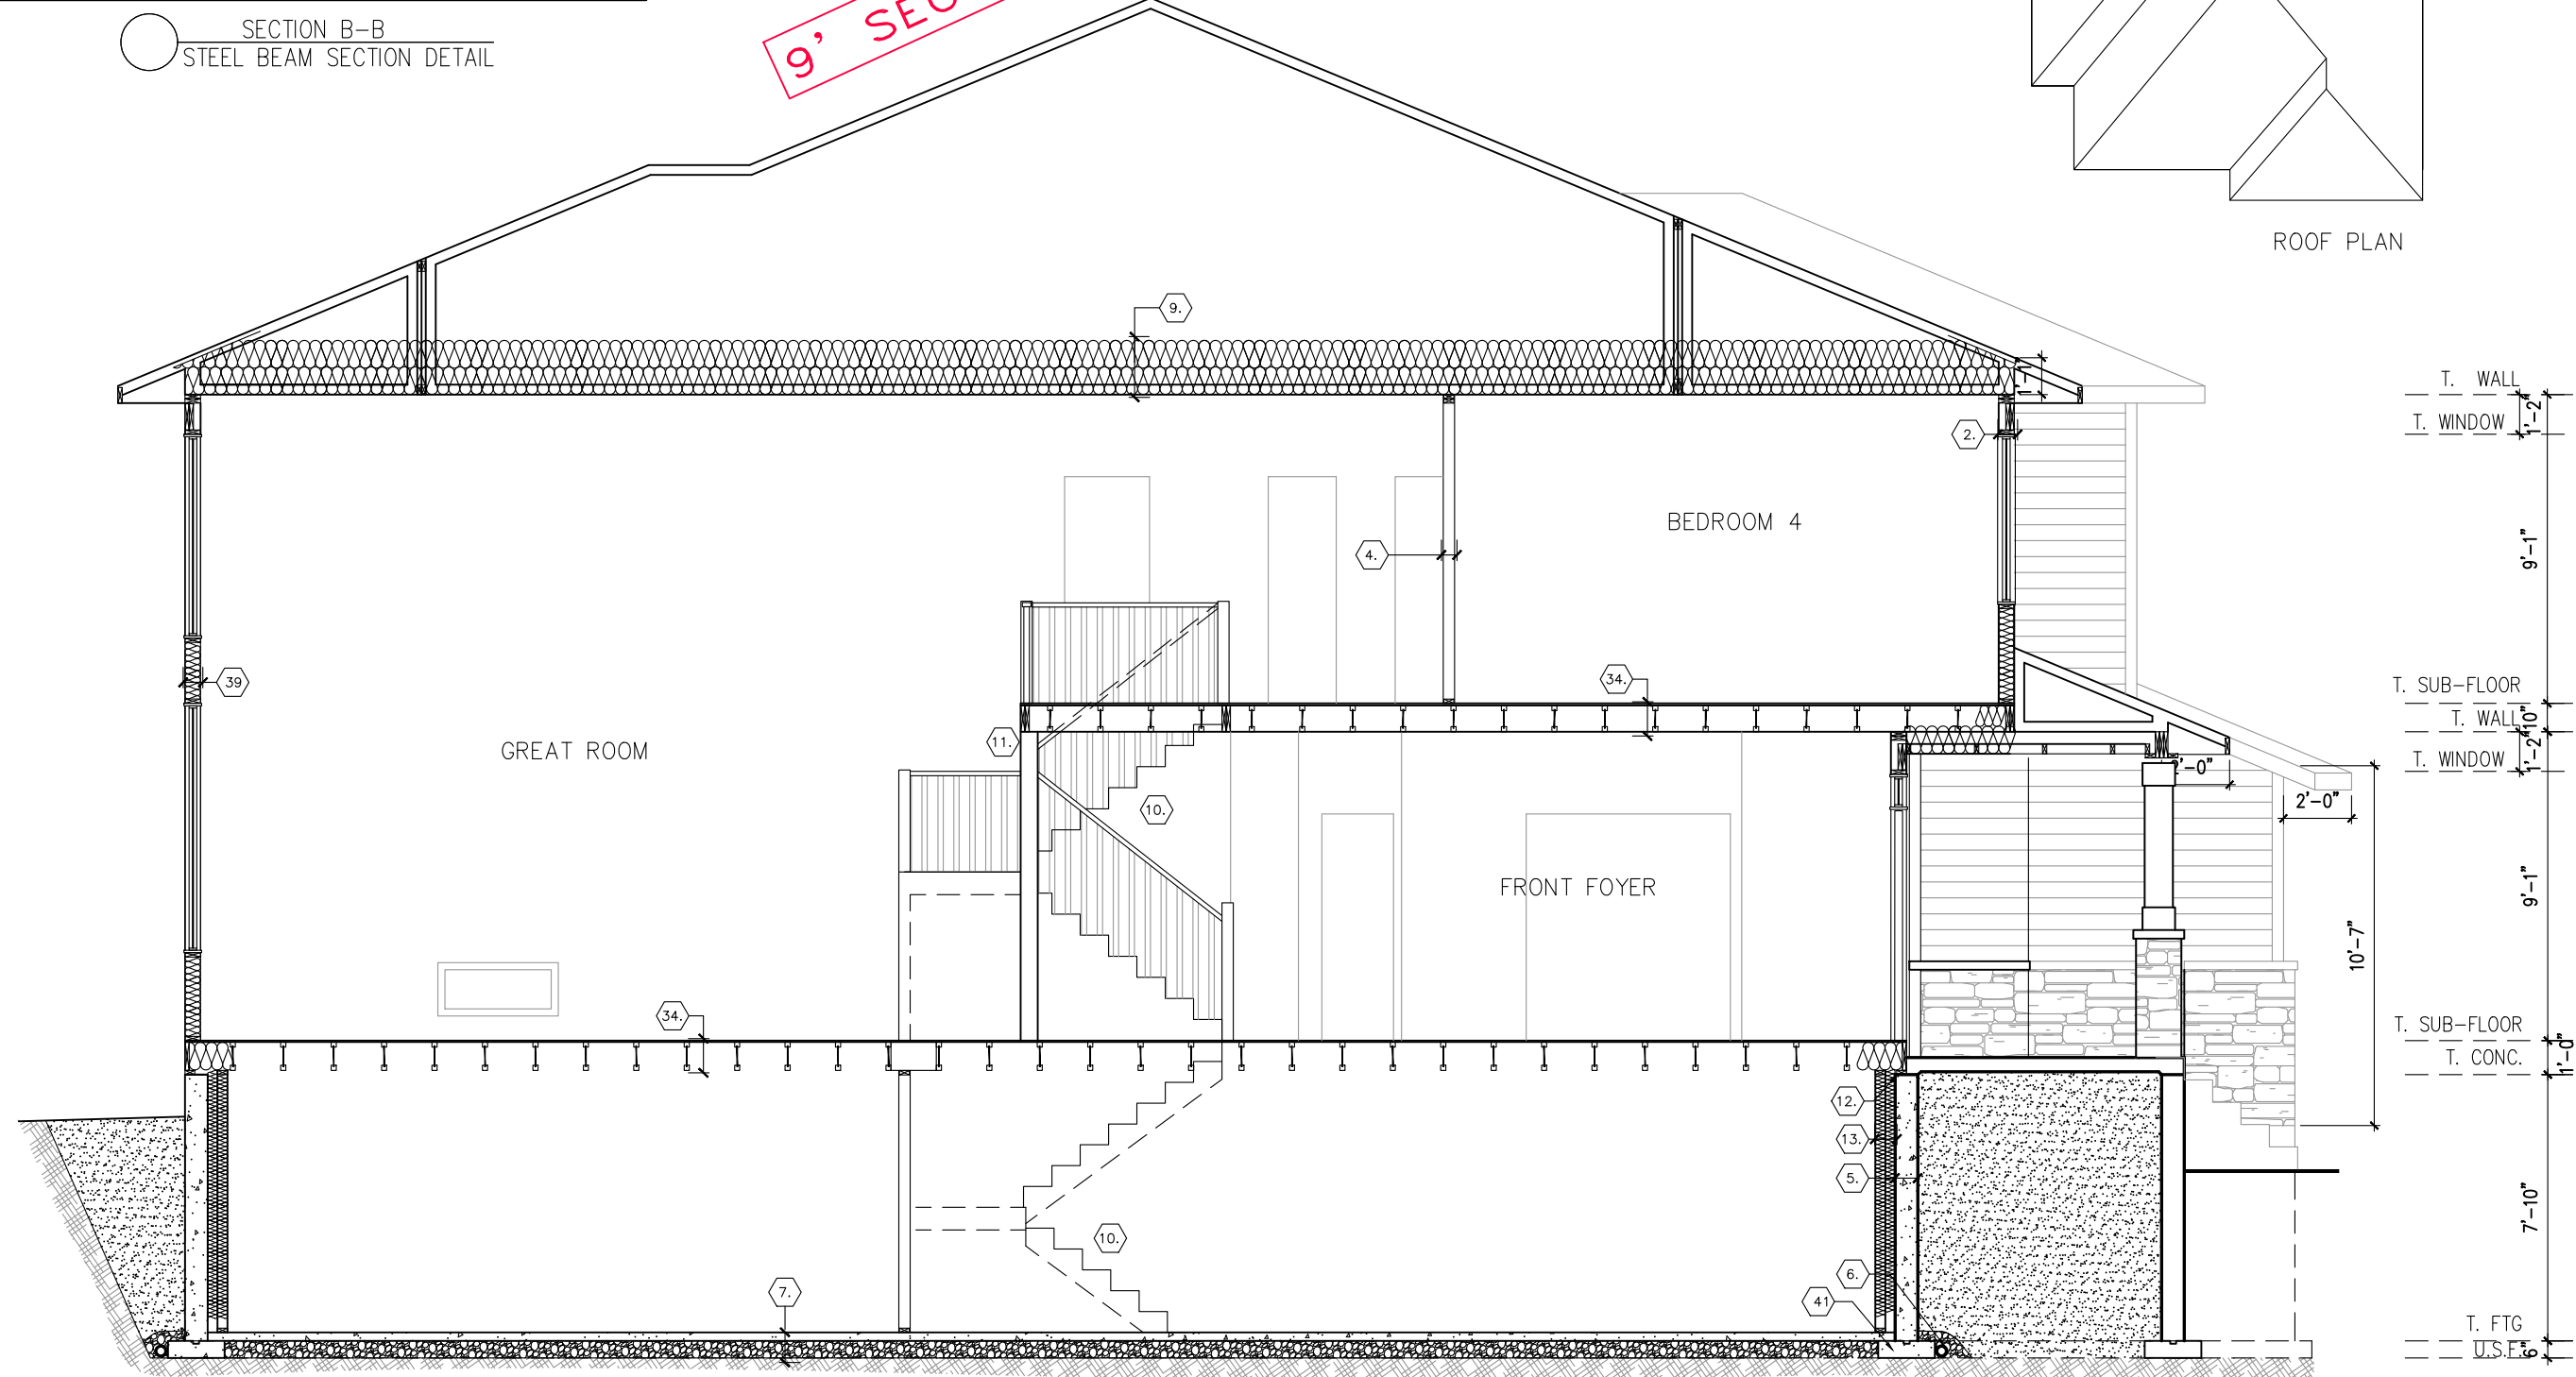 SECTION B-B
STEEL BEAM SECTION DETAIL
9'
ROOF PLAN
9.
1'-1"
T. WALL
1'-2"
T. WINDOW
2.
BEDROOM 4
4.
9'-1"
39
34.
T. SUB-FLOOR
10"
T. WALL
11.
GREAT ROOM
1'-2"
T. WINDOW
2'-0"
2'-0"
10.
FRONT FOYER
9'-1"
10'-7"
34.
T. SUB-FLOOR
1'-0"
T. CONC.
12.
13.
5.
7'-10"
10.
6.
7.
41
T. FTG
U.S.F.
6"